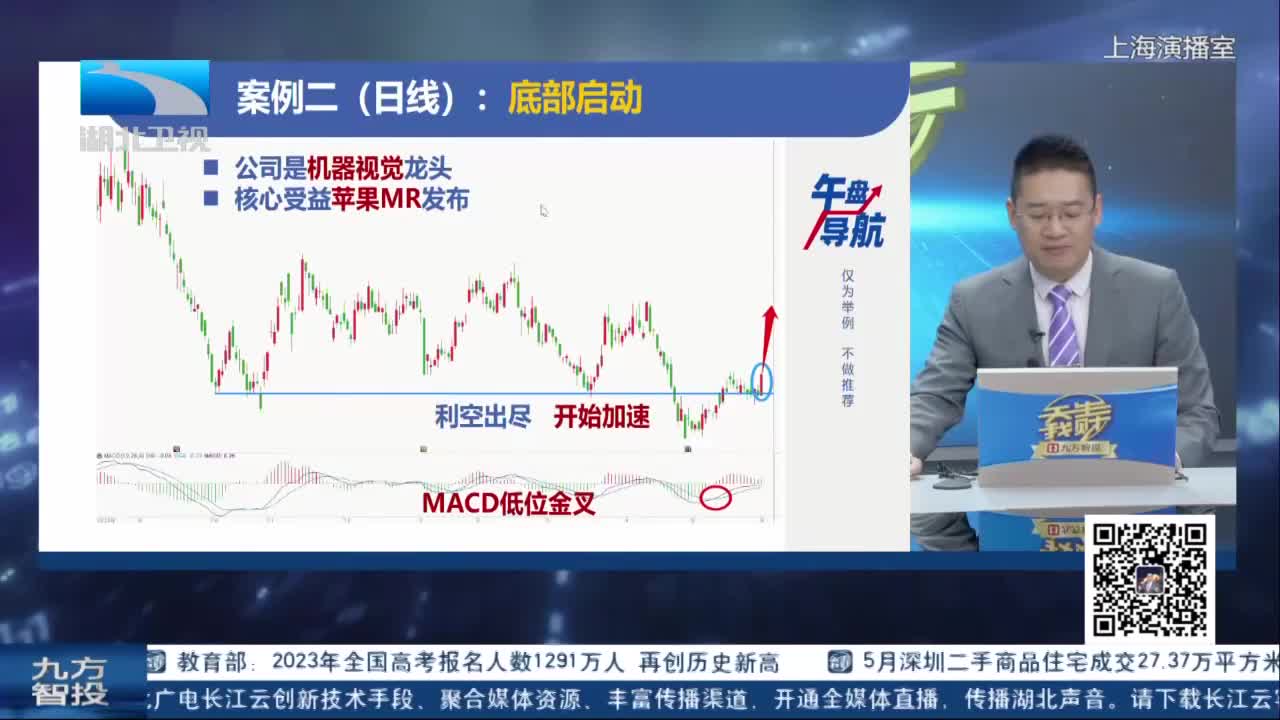 上海演播室
湖北卫视
案例二（日线）：底部启动
公司是机器视觉龙头
核心受益苹果MR发布
午盘
导航
仅为举例 不做推荐
利空出尽 开始加速
MACD低位金叉
九方智投
教育部：2023年全国高考报名人数1291万人 再创历史新高
5月深圳二手商品住宅成交27.37万平方米
九方
智投
广电长江云创新技术手段、聚合媒体资源、丰富传播渠道，开通全媒体直播，传播湖北声音。请下载长江云